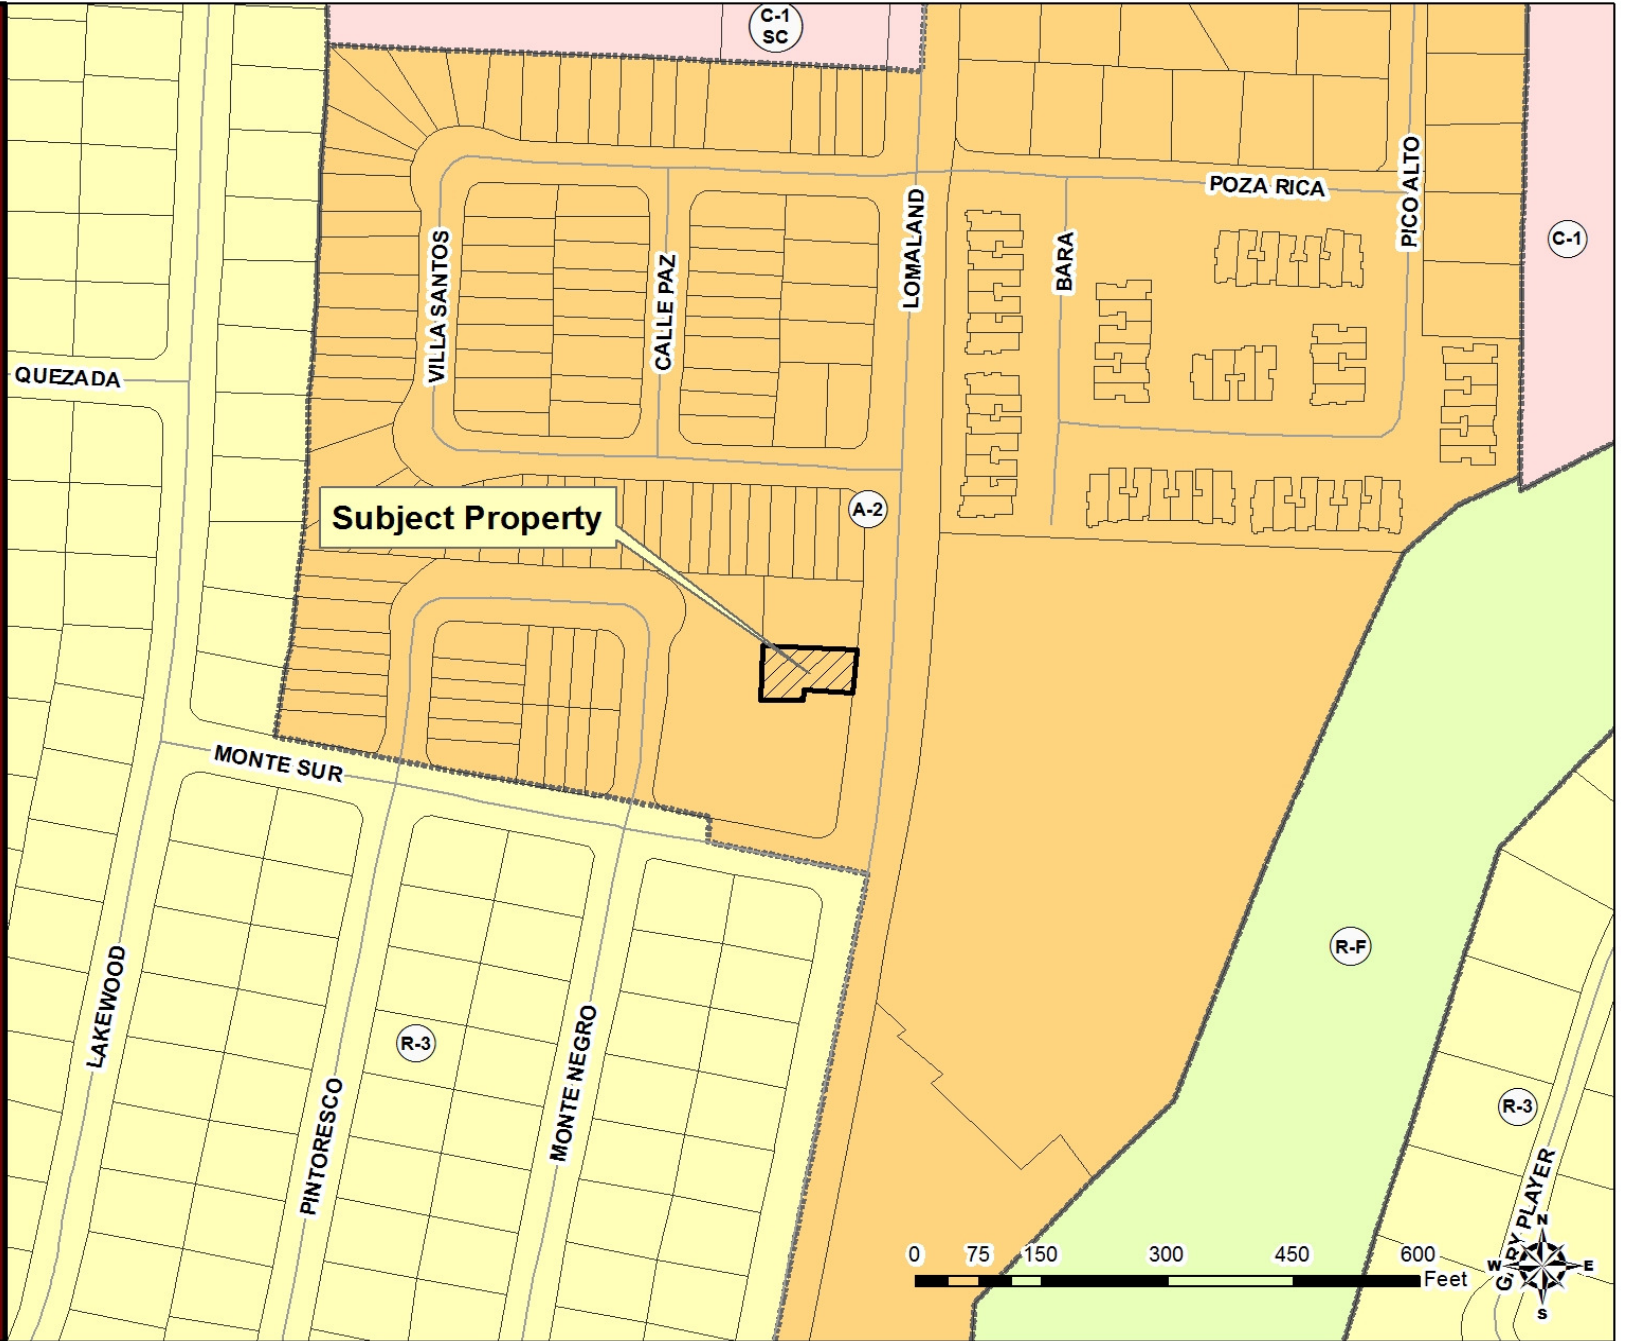 C-1
SC
POZA RICA
PICO ALTO
LOMALAND
BARA
C-1
VILLA SANTOS
CALLE PAZ
QUEZADA
A-2
Subject Property
MONTE SUR
R-F
LAKEWOOD
R-3
MONTE NEGRO
PINTORESCO
R-3
GARY PLAYER
N
W
E
S
0 75 150 300 450 600
Feet